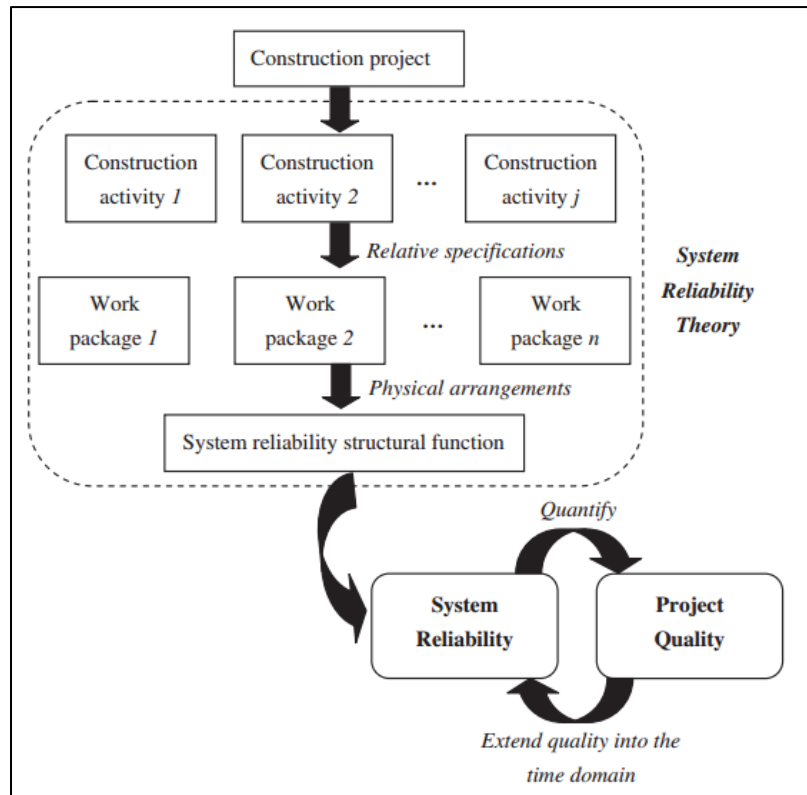 Construction project
Construction
activity 1
Construction
activity 2
...
Construction
activity j
Relative specifications
Work
package 1
Work
package 2
...
Work
package n
System
Reliability
Theory
Physical arrangements
System reliability structural function
Quantify
System
Reliability
Project
Quality
Extend quality into the
time domain